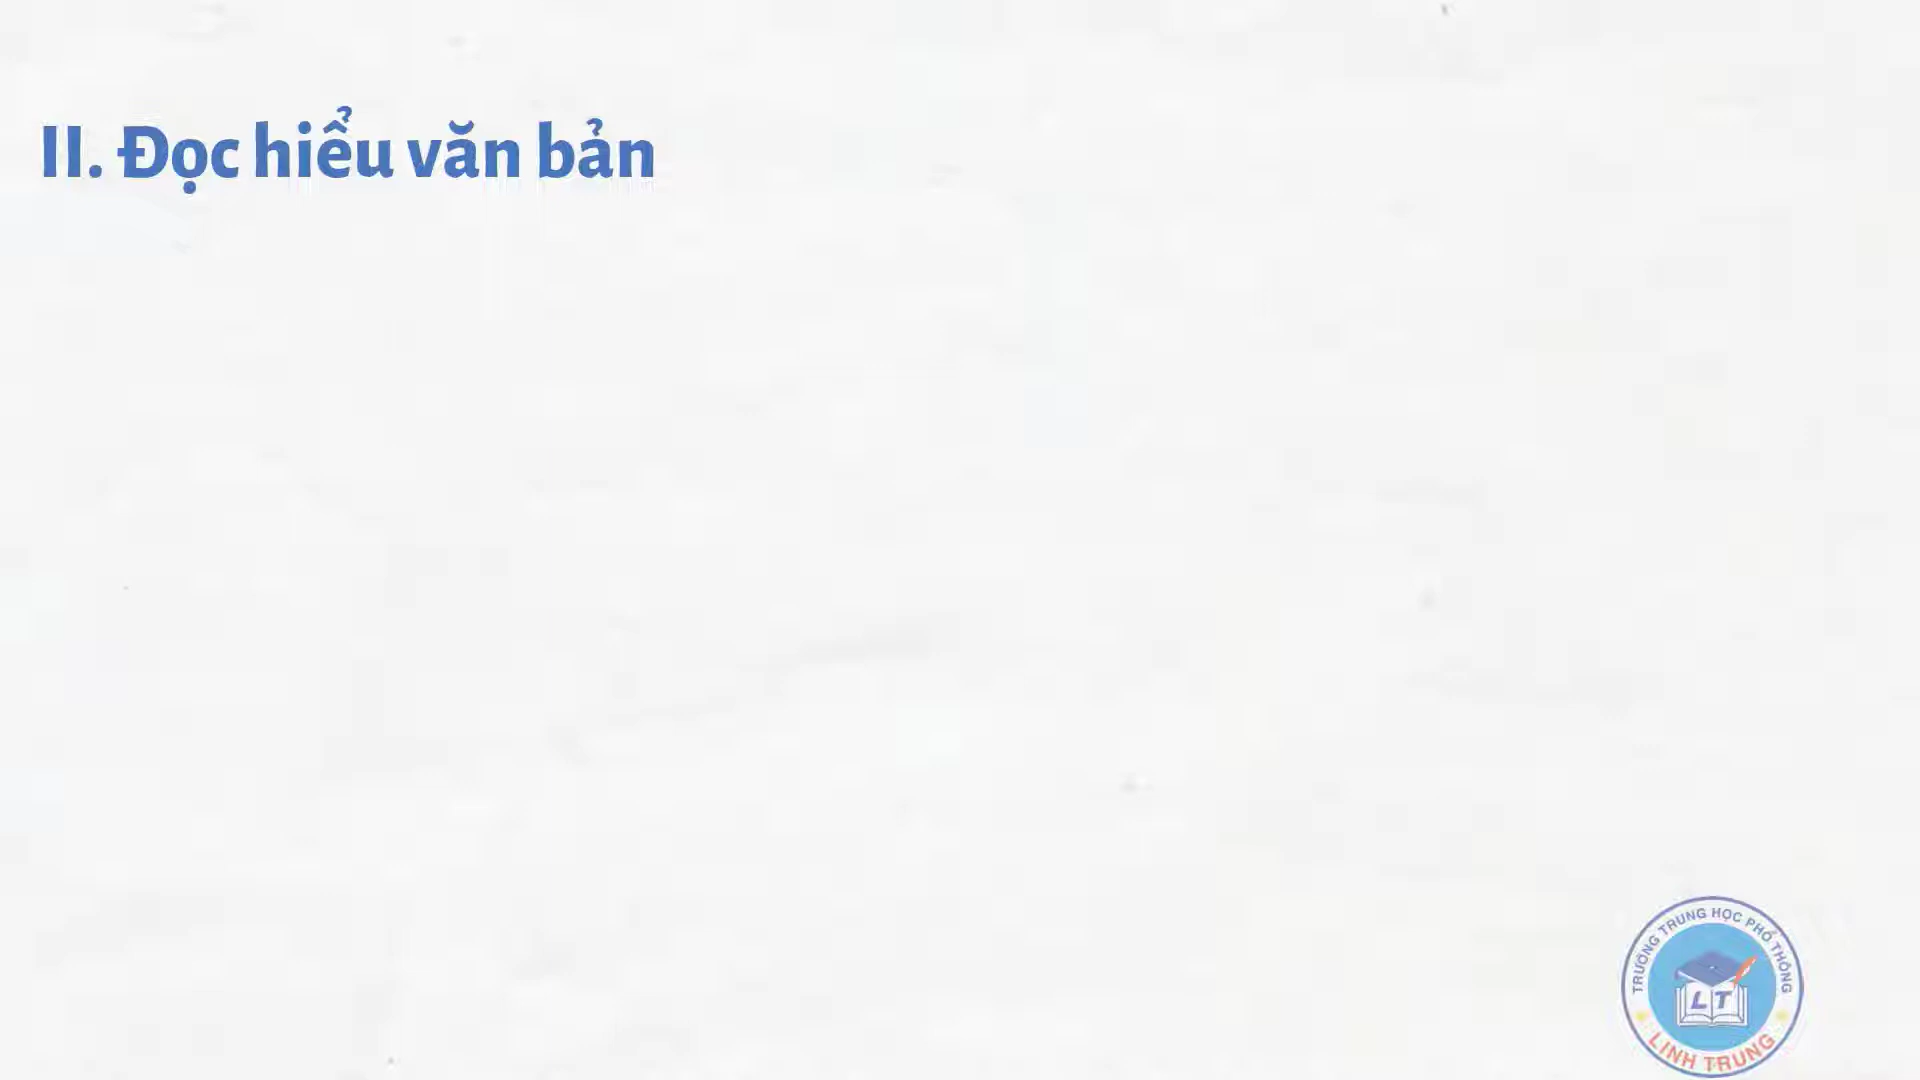 II. Đọc hiểu văn bản
TRƯỜNG TRUNG HỌC PHỔ THÔNG
LT
LINH TRUNG